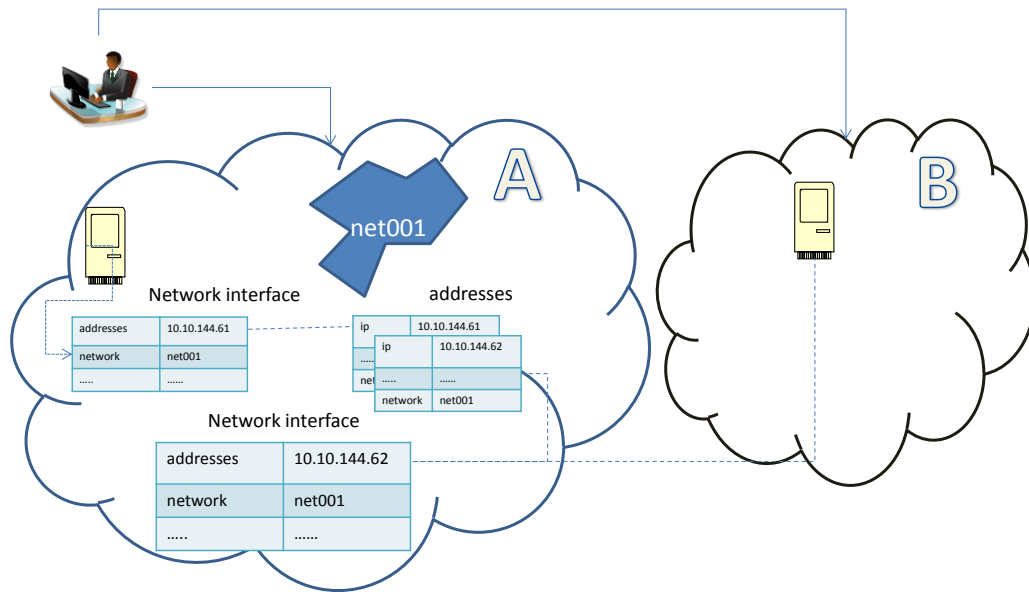 A
B
net001
Network interface
addresses
addresses 10.10.144.61
network net001
..... ......
ip 10.10.144.61
.....
net
ip 10.10.144.62
..... ......
network net001
Network interface
addresses 10.10.144.62
network net001
..... ......